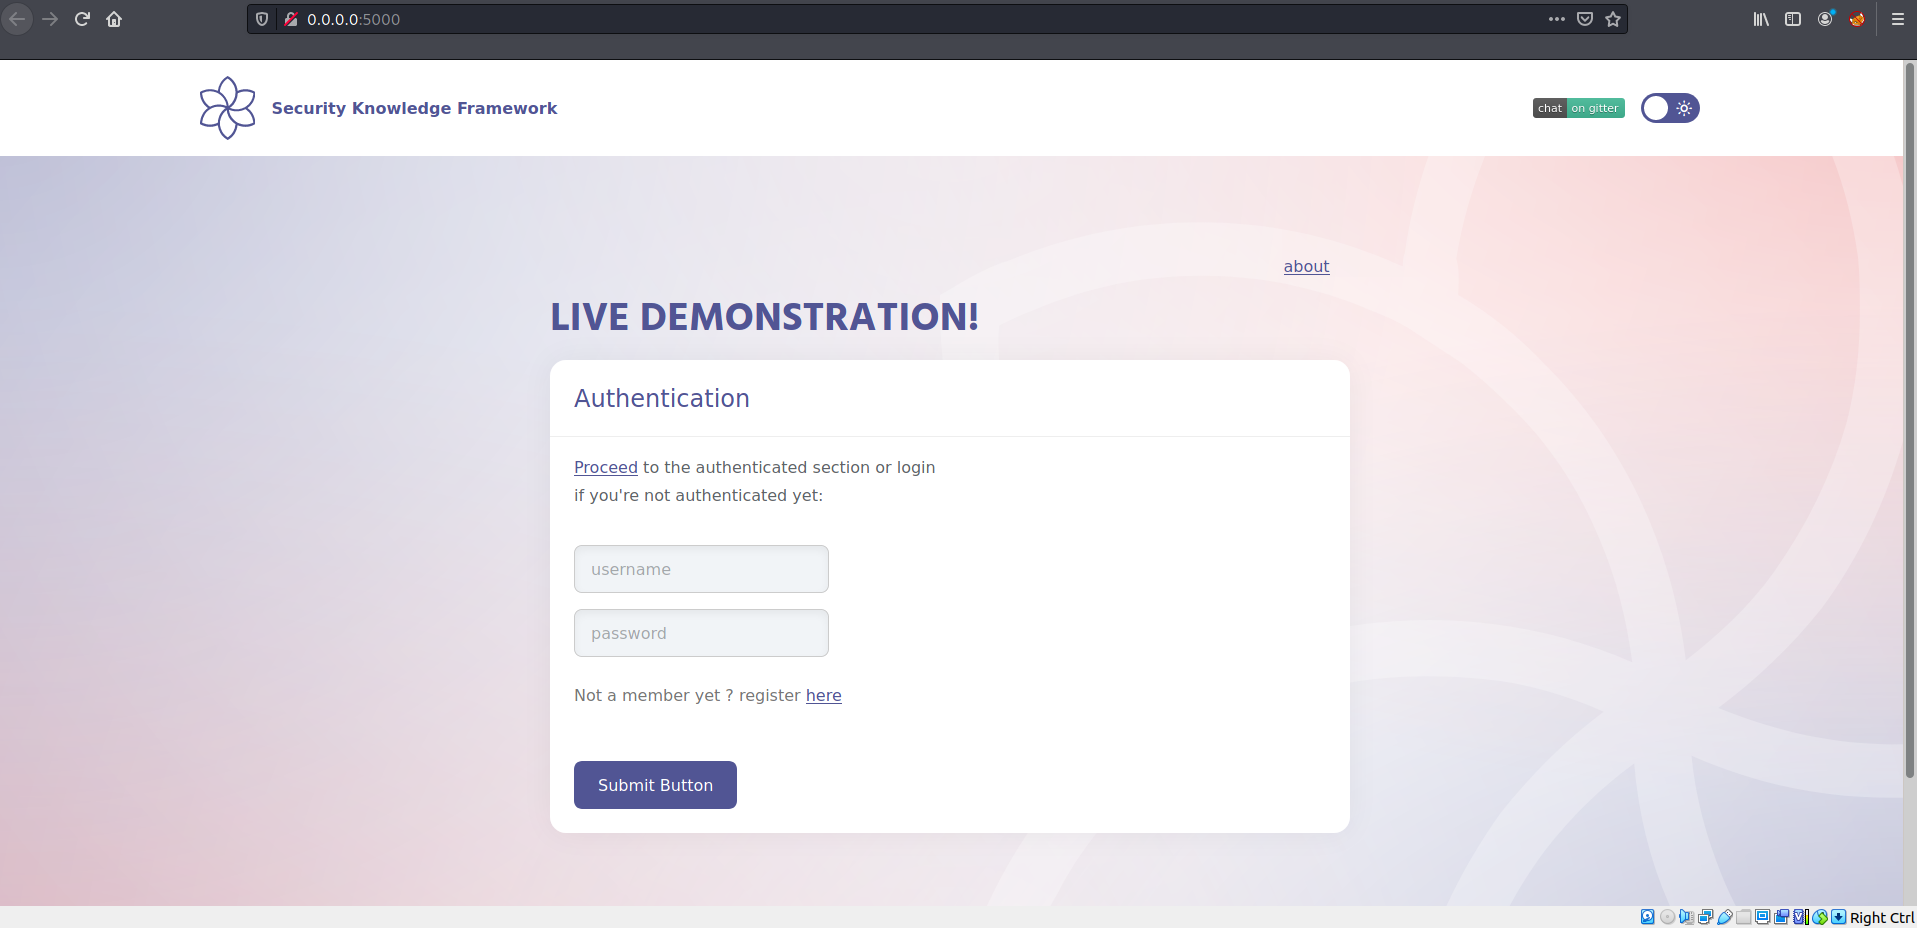 0.0.0.0:5000
Security Knowledge Framework
chat on gitter
about
LIVE DEMONSTRATION!
Authentication
Proceed to the authenticated section or login
if you're not authenticated yet:
username
password
Not a member yet ? register here
Submit Button
Right Ctrl